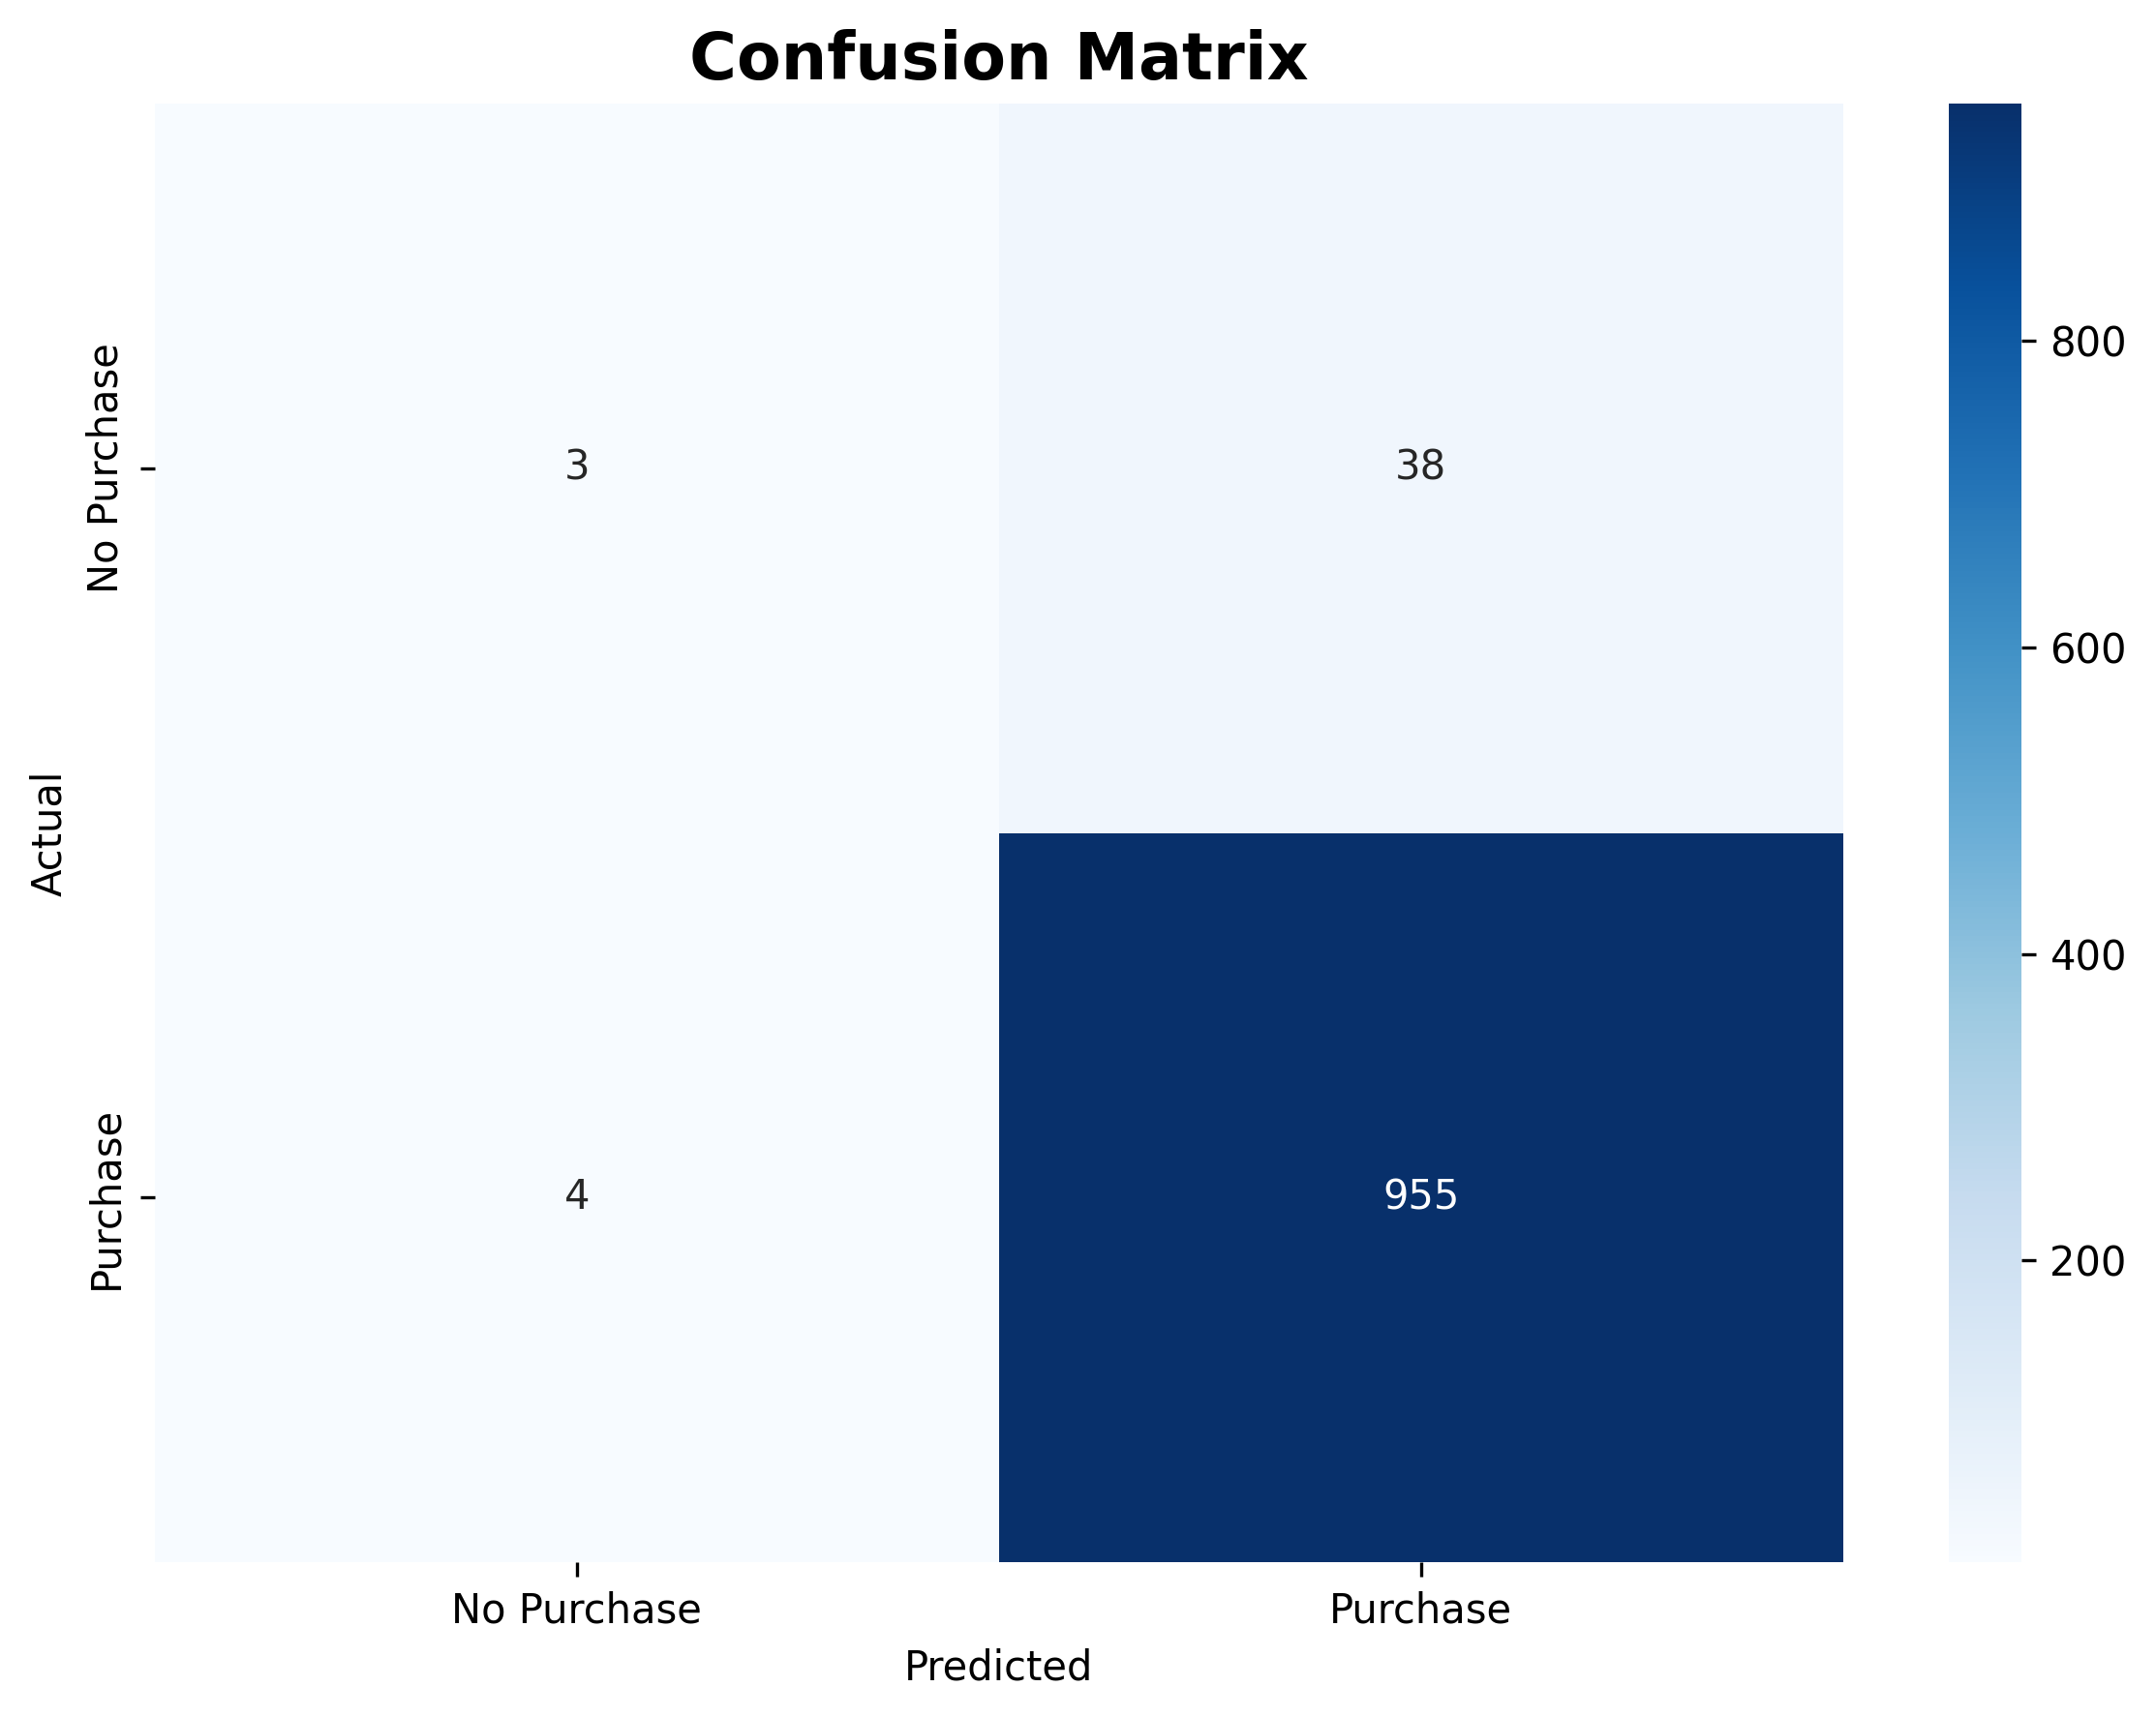 Confusion Matrix
Actual
No Purchase
Purchase
3
38
4
955
No Purchase
Purchase
Predicted
800
600
400
200